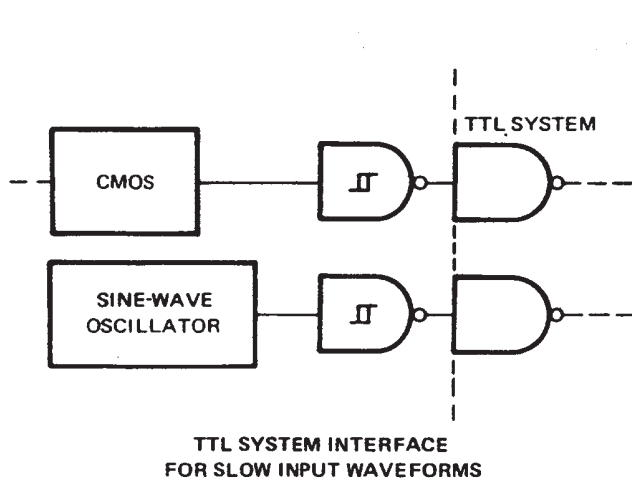 TTL SYSTEM
CMOS
SINE-WAVE
OSCILLATOR
TTL SYSTEM INTERFACE
FOR SLOW INPUT WAVEFORMS